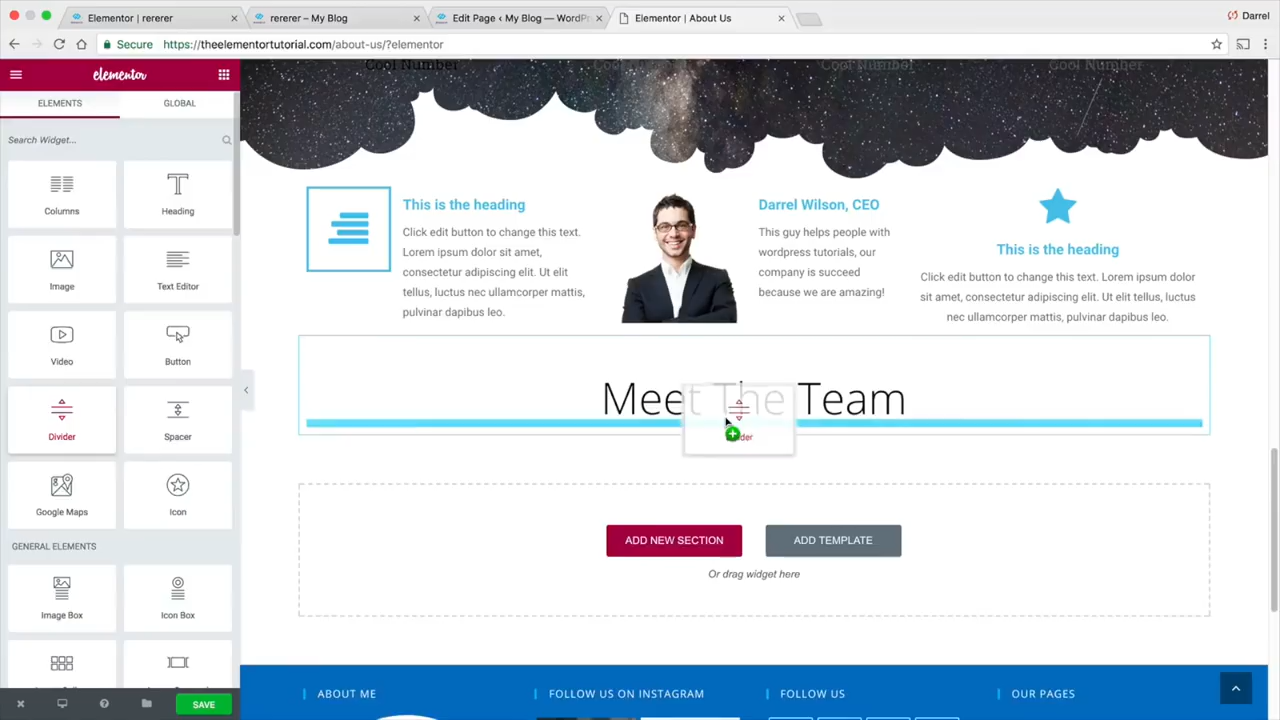 Elementor | rererer
rererer – My Blog
Edit Page ‹ My Blog — WordPr
Elementor | About Us
Darrel
Secure
https://theelementortutorial.com/about-us/?elementor
elementor
ELEMENTS
GLOBAL
Search Widget...
Columns
Heading
Image
Text Editor
Video
Button
Divider
Spacer
Google Maps
Icon
GENERAL ELEMENTS
Image Box
Icon Box
SAVE
Cool Number
Cool Number
Cool Number
Cool Number
This is the heading
Click edit button to change this text.
Lorem ipsum dolor sit amet,
consectetur adipiscing elit. Ut elit
tellus, luctus nec ullamcorper mattis,
pulvinar dapibus leo.
Darrel Wilson, CEO
This guy helps people with
wordpress tutorials, our
company is succeed
because we are amazing!
This is the heading
Click edit button to change this text. Lorem ipsum dolor
sit amet, consectetur adipiscing elit. Ut elit tellus, luctus
nec ullamcorper mattis, pulvinar dapibus leo.
Meet The Team
ADD NEW SECTION
ADD TEMPLATE
Or drag widget here
ABOUT ME
FOLLOW US ON INSTAGRAM
FOLLOW US
OUR PAGES